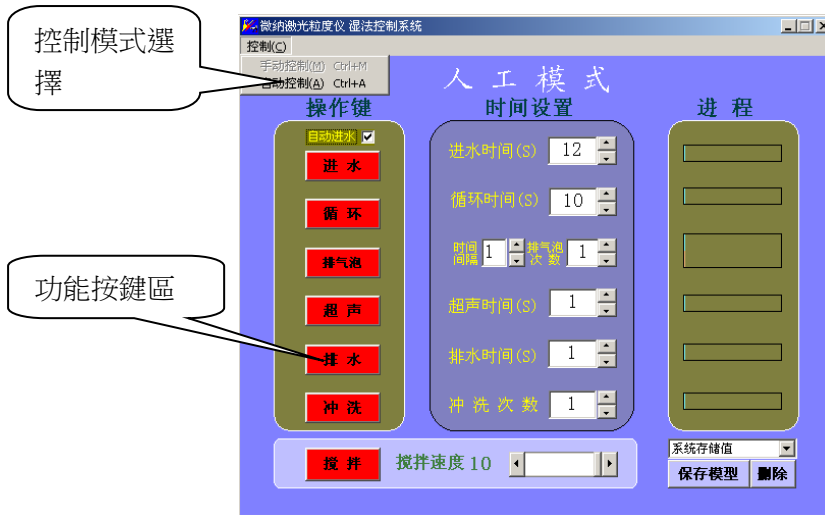 控制模式選
擇
功能按鍵區
微纳激光粒度仪 湿法控制系统
控制(C)
手动控制(M) Ctrl+M
自动控制(A) Ctrl+A
人工模式
操作键
时间设置
进 程
自动进水
进 水
进水时间(S) 12
循 环
循环时间(S) 10
排气泡
时间间隔 1 排气泡次数 1
超 声
超声时间(S) 1
排 水
排水时间(S) 1
冲 洗
冲 洗 次 数 1
搅 拌
搅拌速度 10
系统存储值
保存模型
删除